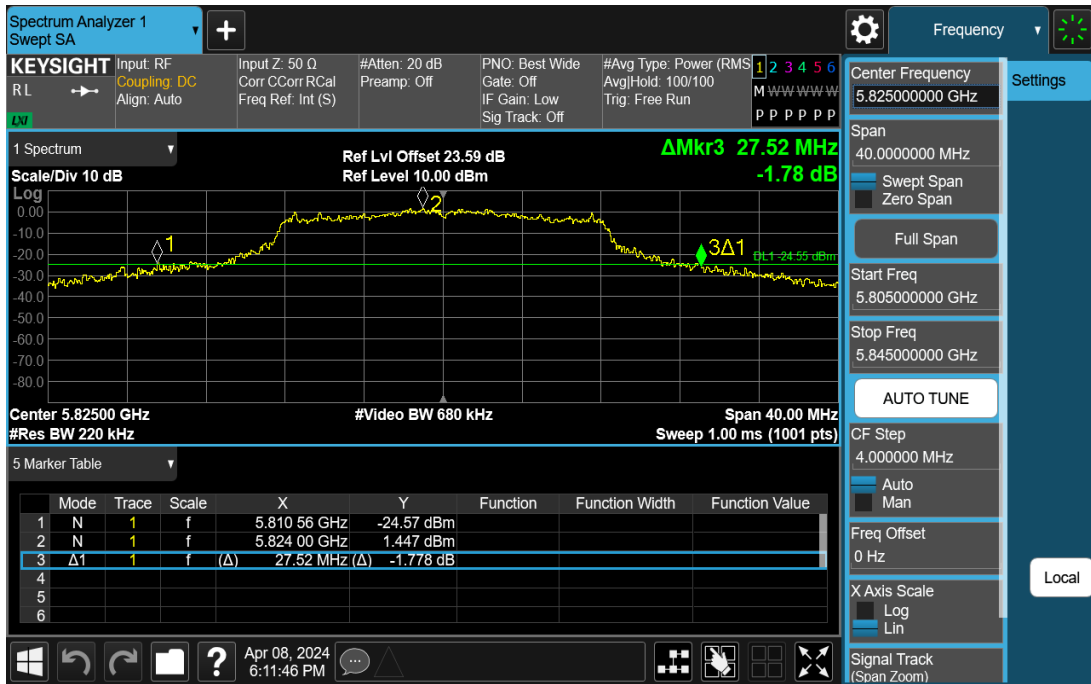 Spectrum Analyzer 1
Swept SA
+
Frequency
KEYSIGHT
RL
LXI
Input: RF
Coupling: DC
Align: Auto
Input Z: 50 Ω
Corr CCorr RCal
Freq Ref: Int (S)
#Atten: 20 dB
Preamp: Off
PNO: Best Wide
Gate: Off
IF Gain: Low
Sig Track: Off
#Avg Type: Power (RMS
Avg|Hold: 100/100
Trig: Free Run
1 2 3 4 5 6
M W W W W W
P P P P P P
1 Spectrum
Scale/Div 10 dB
Ref Lvl Offset 23.59 dB
Ref Level 10.00 dBm
ΔMkr3 27.52 MHz
-1.78 dB
Log
0.00
-10.0
-20.0
-30.0
-40.0
-50.0
-60.0
-70.0
-80.0
1
2
3Δ1
DL1 -24.55 dBm
Center 5.82500 GHz
#Res BW 220 kHz
#Video BW 680 kHz
Span 40.00 MHz
Sweep 1.00 ms (1001 pts)
5 Marker Table
Mode Trace Scale X Y Function Function Width Function Value
1 N 1 f 5.810 56 GHz -24.57 dBm
2 N 1 f 5.824 00 GHz 1.447 dBm
3 Δ1 1 f (Δ) 27.52 MHz (Δ) -1.778 dB
4
5
6
?
Apr 08, 2024
6:11:46 PM
Center Frequency
5.825000000 GHz
Span
40.0000000 MHz
Swept Span
Zero Span
Full Span
Start Freq
5.805000000 GHz
Stop Freq
5.845000000 GHz
AUTO TUNE
CF Step
4.000000 MHz
Auto
Man
Freq Offset
0 Hz
X Axis Scale
Log
Lin
Signal Track
(Span Zoom)
Settings
Local